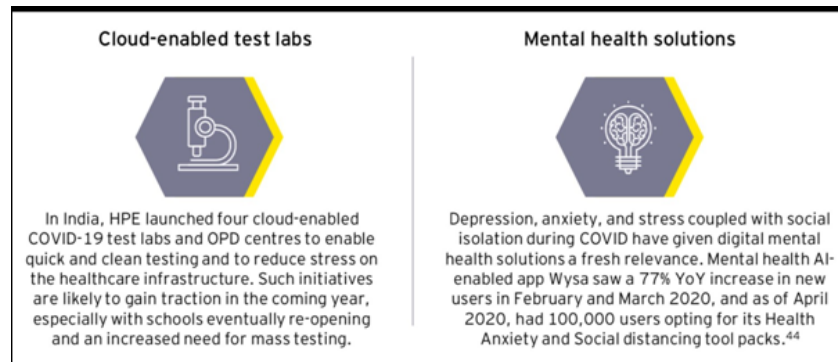 Cloud-enabled test labs
In India, HPE launched four cloud-enabled
COVID-19 test labs and OPD centres to enable
quick and clean testing and to reduce stress on
the healthcare infrastructure. Such initiatives
are likely to gain traction in the coming year,
especially with schools eventually re-opening
and an increased need for mass testing.
Mental health solutions
Depression, anxiety, and stress coupled with social
isolation during COVID have given digital mental
health solutions a fresh relevance. Mental health AI-
enabled app Wysa saw a 77% YoY increase in new
users in February and March 2020, and as of April
2020, had 100,000 users opting for its Health
Anxiety and Social distancing tool packs.⁴⁴